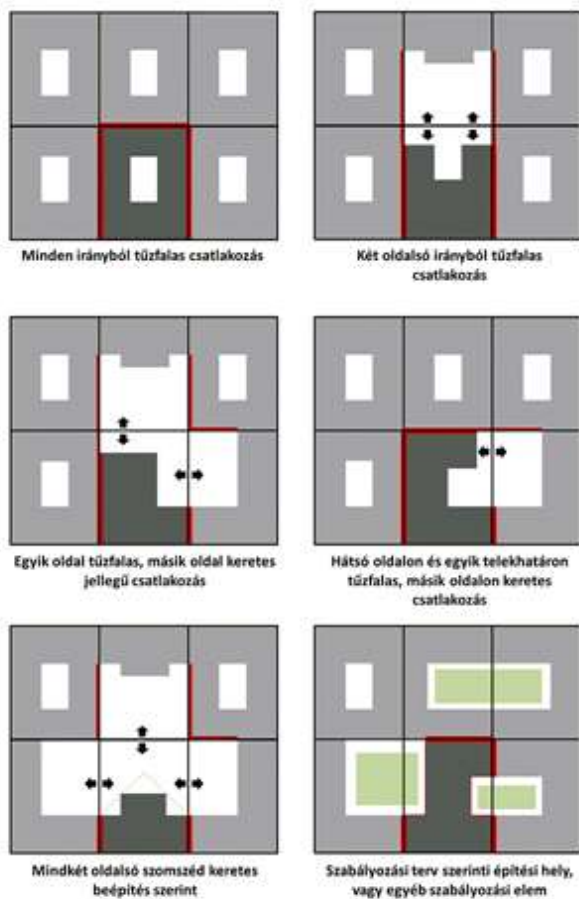 Minden irányból tűzfalas csatlakozás
Két oldalsó irányból tűzfalas
csatlakozás
Egyik oldal tűzfalas, másik oldal keretes
jellegű csatlakozás
Hátsó oldalon és egyik telekhatáron
tűzfalas, másik oldalon keretes
csatlakozás
Mindkét oldalsó szomszéd keretes
beépítés szerint
Szabályozási terv szerinti építési hely,
vagy egyéb szabályozási elem